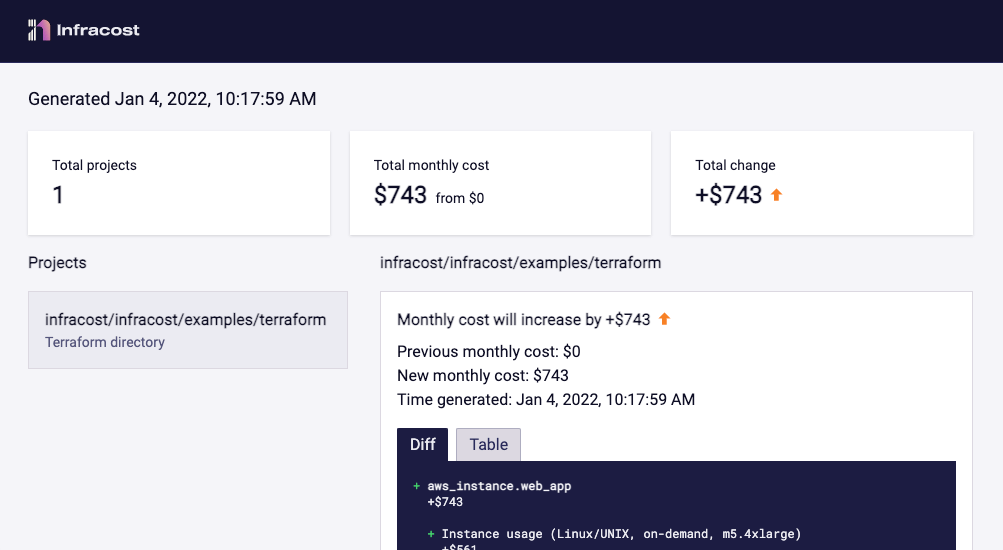 Infracost
Generated Jan 4, 2022, 10:17:59 AM
Total projects
1
Total monthly cost
$743 from $0
Total change
+$743
Projects
infracost/infracost/examples/terraform
Terraform directory
infracost/infracost/examples/terraform
Monthly cost will increase by +$743
Previous monthly cost: $0
New monthly cost: $743
Time generated: Jan 4, 2022, 10:17:59 AM
Diff
Table
+ aws_instance.web_app
+$743
+ Instance usage (Linux/UNIX, on-demand, m5.4xlarge)
+$561